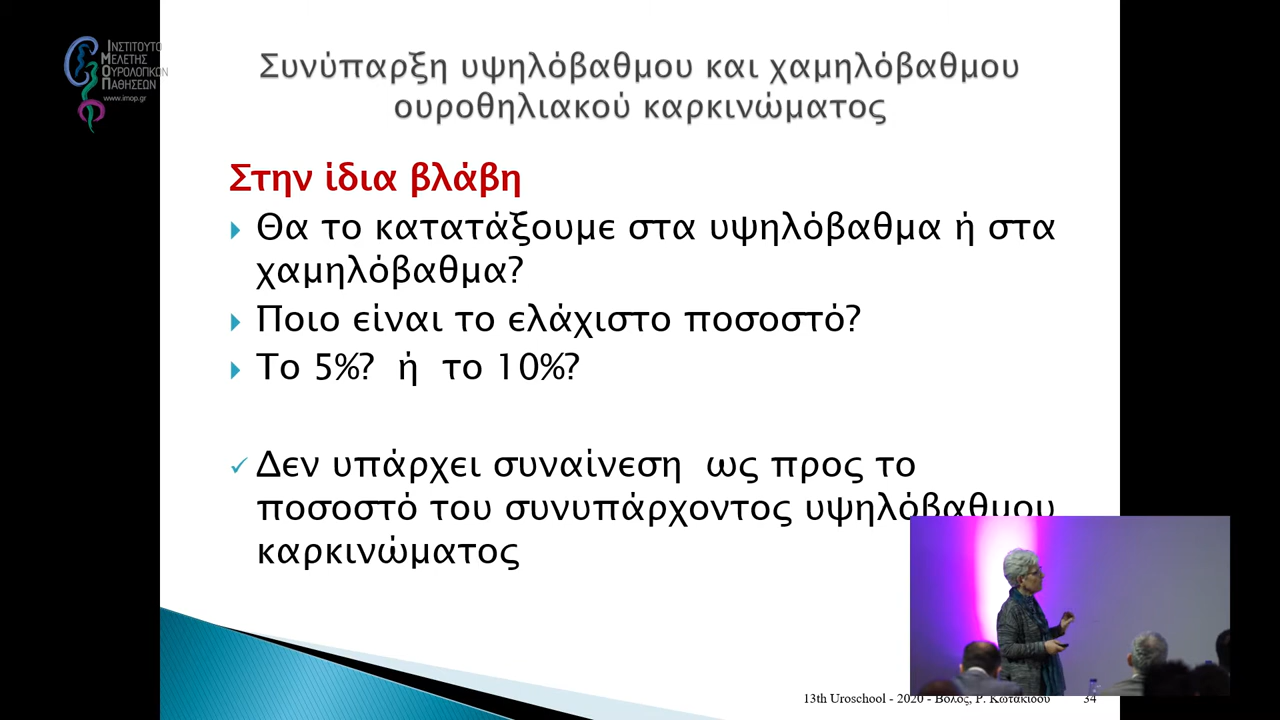 ΙΝΣΤΙΤΟΥΤΟ
ΜΕΛΕΤΗΣ
ΟΥΡΟΛΟΓΙΚΩΝ
ΠΑΘΗΣΕΩΝ
www.imop.gr
Συνύπαρξη υψηλόβαθμου και χαμηλόβαθμου
ουροθηλιακού καρκινώματος
Στην ίδια βλάβη
Θα το κατατάξουμε στα υψηλόβαθμα ή στα
χαμηλόβαθμα?
Ποιο είναι το ελάχιστο ποσοστό?
Το 5%? ή το 10%?
Δεν υπάρχει συναίνεση ως προς το
ποσοστό του συνυπάρχοντος υψηλόβαθμου
καρκινώματος
13th Uroschool - 2020 - Βόλος, Ρ. Κωτακίδου 34